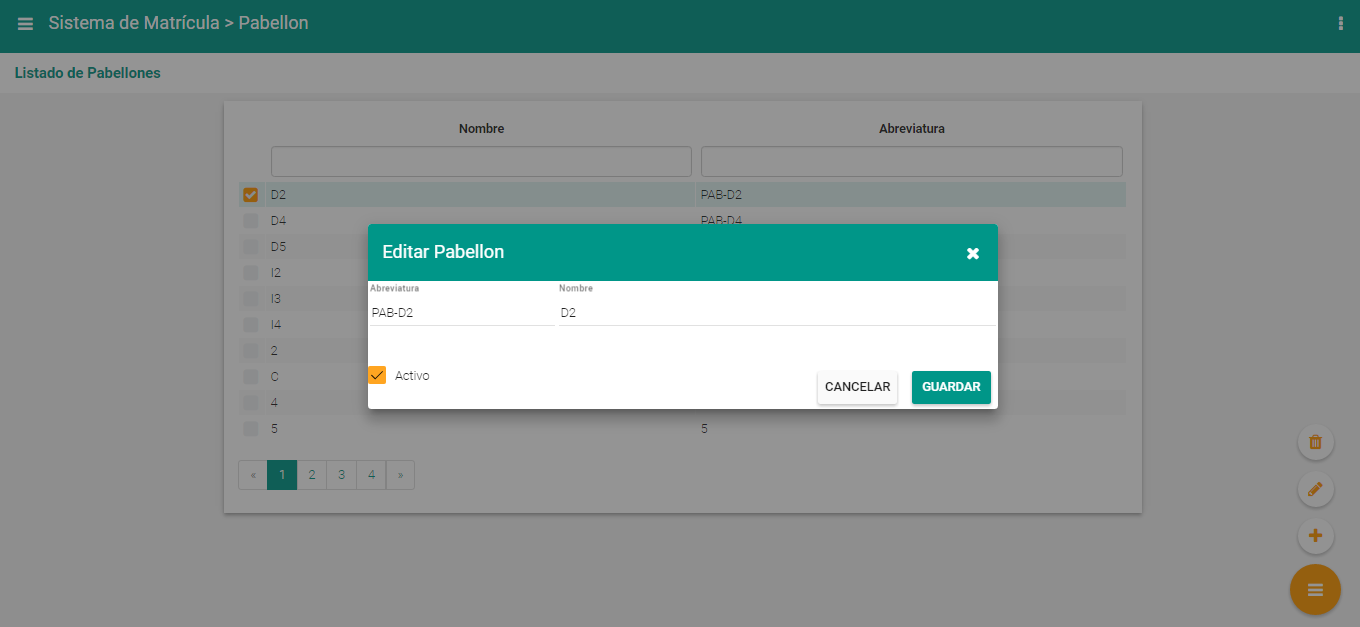 Sistema de Matrícula > Pabellon
Listado de Pabellones
Nombre Abreviatura
D2 PAB-D2
D4 PAB-D4
D5
I2
I3
I4
2
C
4
5 5
Editar Pabellon
Abreviatura Nombre
PAB-D2 D2
Activo
CANCELAR GUARDAR
« 1 2 3 4 »